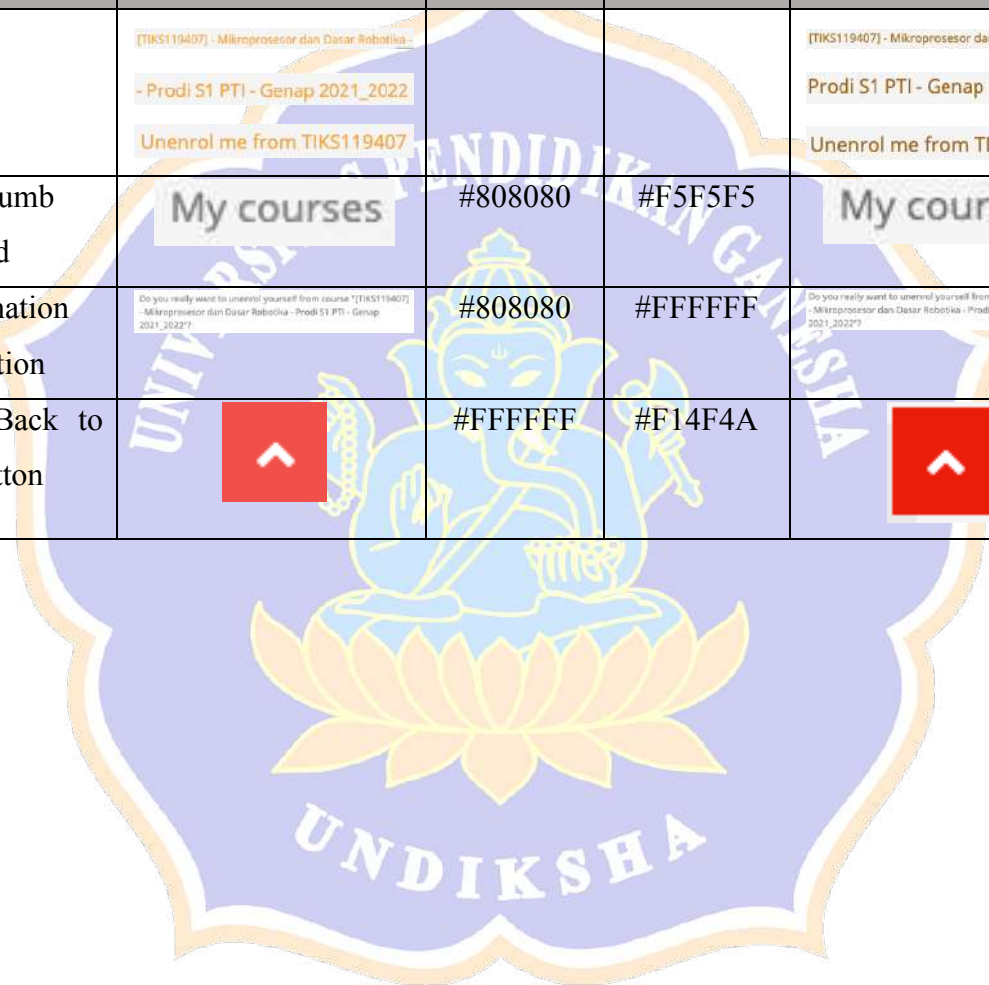 [TIKS119407] - Mikroprosesor dan Dasar Robotika -
- Prodi S1 PTI - Genap 2021_2022
Unenrol me from TIKS119407
[TIKS119407] - Mikroprosesor da
Prodi S1 PTI - Genap
Unenrol me from TI
umb
d
My courses
#808080
#F5F5F5
My cour
nation
tion
Do you really want to unenrol yourself from course "[TIKS119407]
- Mikroprosesor dan Dasar Robotika - Prodi S1 PTI - Genap
2021_2022"?
#808080
#FFFFFF
Do you really want to unenrol yourself from
- Mikroprosesor dan Dasar Robotika - Prodi
2021_2022"?
Back to
tton
#FFFFFF
#F14F4A
UNIVERSITAS PENDIDIKAN GANESHA
UNDIKSHA